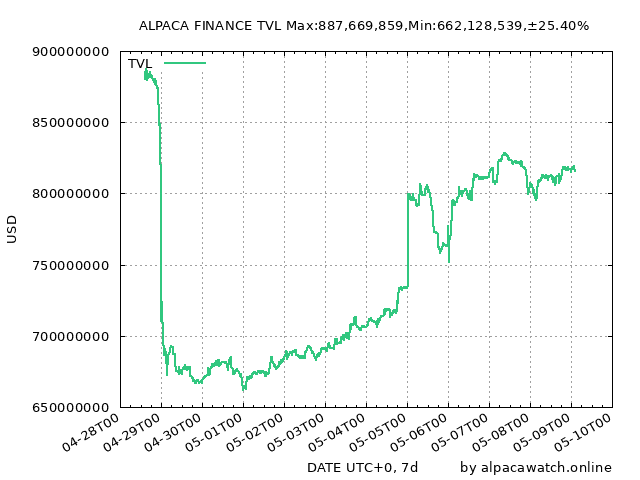 ALPACA FINANCE TVL Max:887,669,859,Min:662,128,539,±25.40%
TVL
USD
900000000
850000000
800000000
750000000
700000000
650000000
04-28T00
04-29T00
04-30T00
05-01T00
05-02T00
05-03T00
05-04T00
05-05T00
05-06T00
05-07T00
05-08T00
05-09T00
05-10T00
DATE UTC+0, 7d by alpacawatch.online